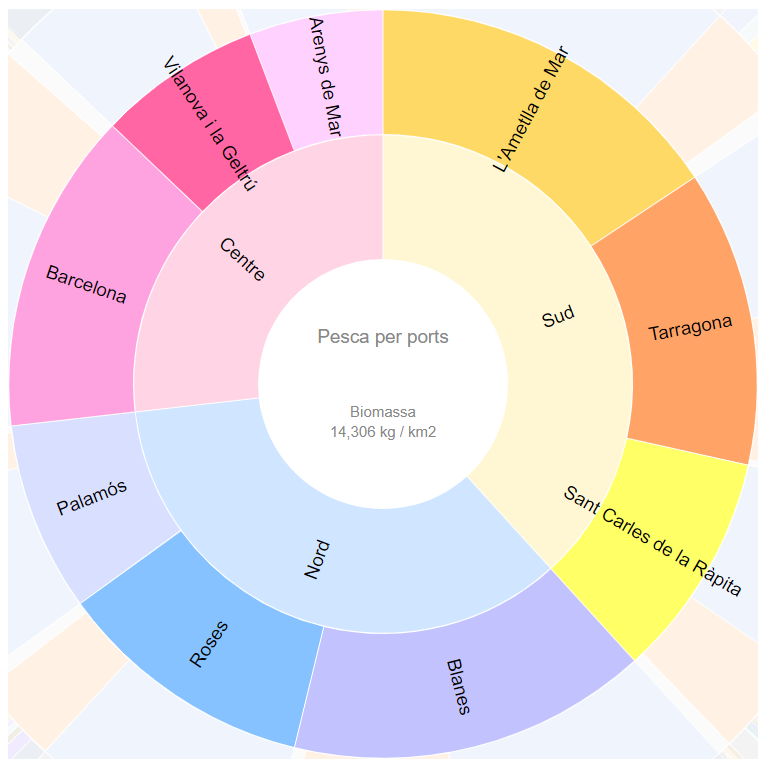 Pesca per ports
Biomassa
14,306 kg / km2
Sud
Nord
Centre
L'Ametlla de Mar
Tarragona
Sant Carles de la Ràpita
Blanes
Roses
Palamós
Barcelona
Vilanova i la Geltrú
Arenys de Mar